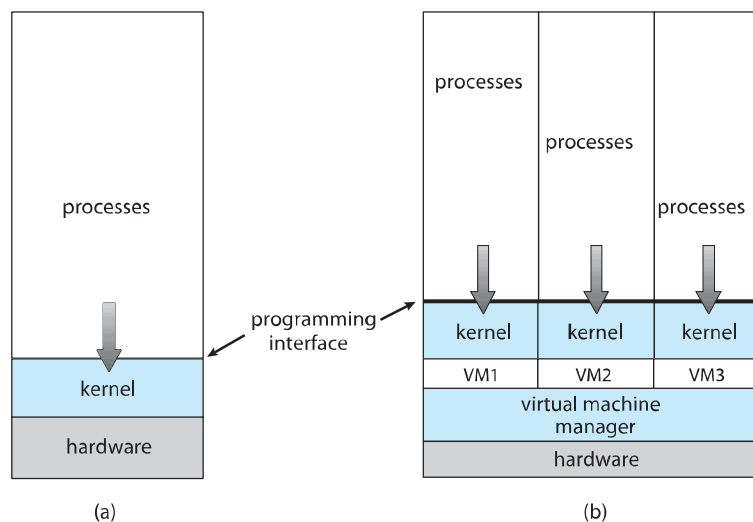 processes
kernel
hardware
(a)
programming
interface
processes
processes
processes
kernel
kernel
kernel
VM1
VM2
VM3
virtual machine
manager
hardware
(b)